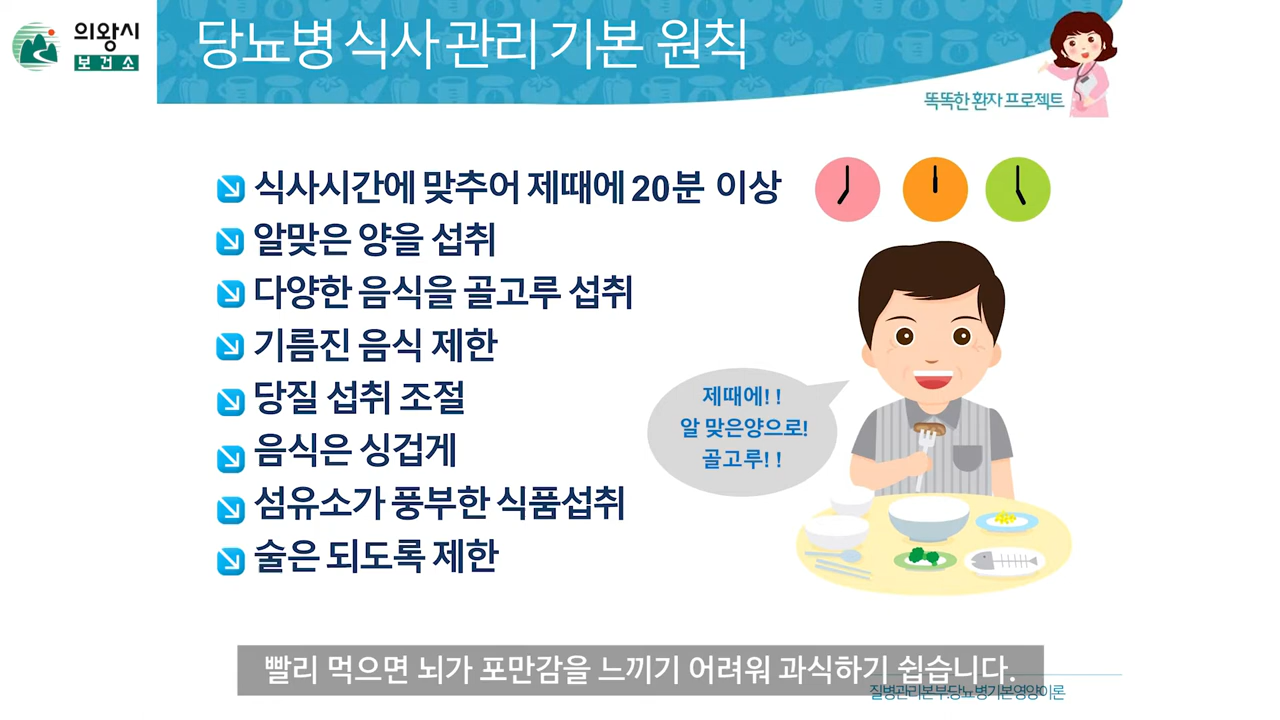 의왕시
보건소
당뇨병 식사 관리 기본 원칙
똑똑한 환자 프로젝트
식사시간에 맞추어 제때에 20분 이상
알맞은 양을 섭취
다양한 음식을 골고루 섭취
기름진 음식 제한
당질 섭취 조절
음식은 싱겁게
섬유소가 풍부한 식품섭취
술은 되도록 제한
제때에! !
알 맞은양으로!
골고루! !
빨리 먹으면 뇌가 포만감을 느끼기 어려워 과식하기 쉽습니다.
질병관리본부:당뇨병기본영양이론